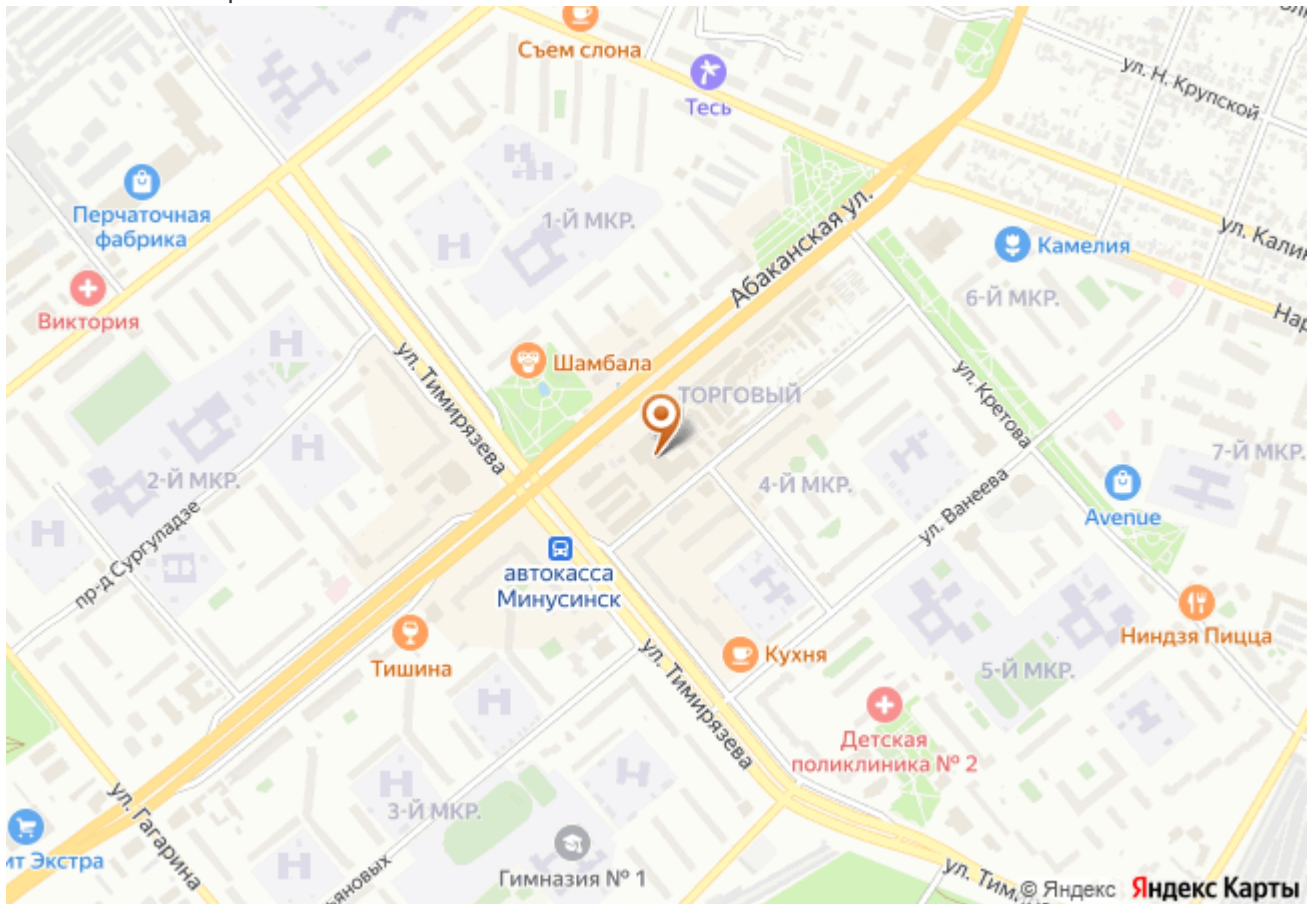 Съем слона
Тесь
ул. Н. Крупской
Перчаточная
фабрика
1-Й МКР.
Абаканская ул.
Камелия
6-Й МКР.
Виктория
ул. Тимирязева
Шамбала
ТОРГОВЫЙ
ул. Кретова
7-Й МКР.
2-Й МКР.
4-Й МКР.
Avenue
ул. Ванеева
пр-д Сургуладзе
автокасса
Минусинск
Ниндзя Пицца
Тишина
Кухня
ул. Тимирязева
5-Й МКР.
Детская
поликлиника № 2
ул. Гагарина
3-Й МКР.
ит Экстра
Гимназия № 1
ьяновых
ул. Тим
© Яндекс Яндекс Карты